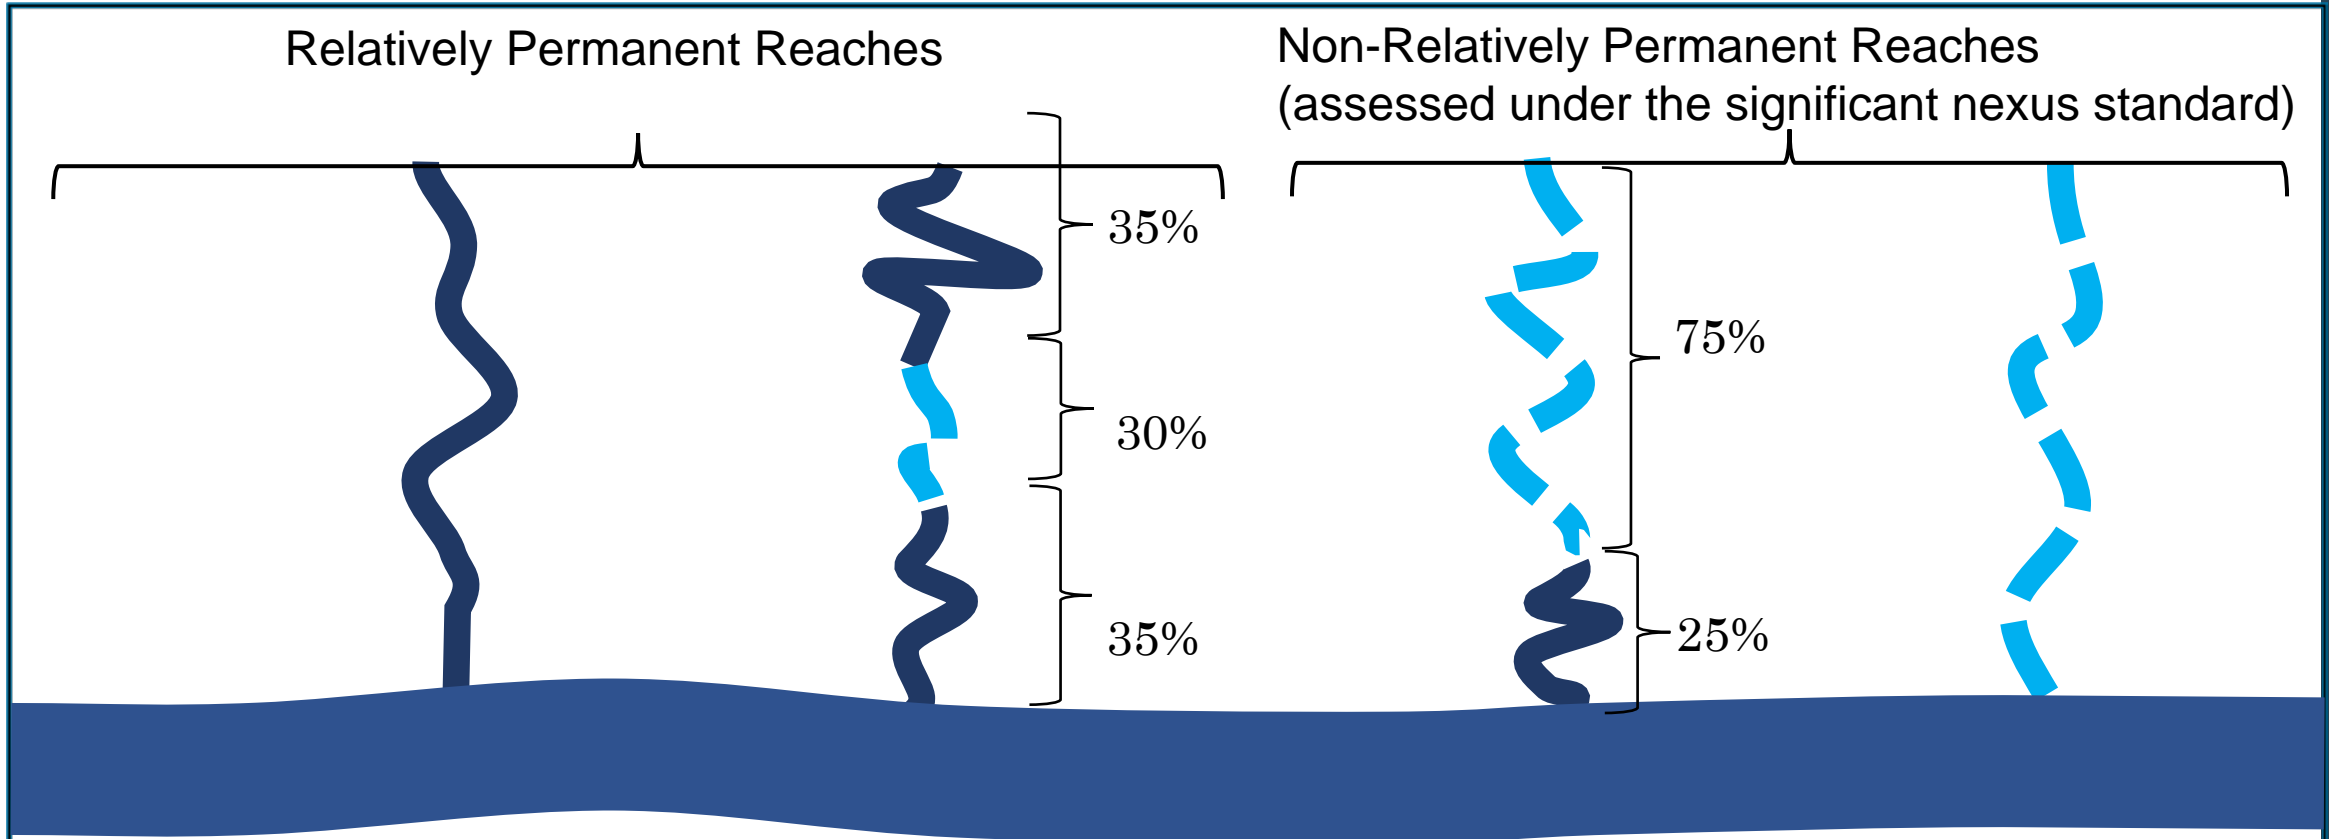 Relatively Permanent Reaches
Non-Relatively Permanent Reaches
(assessed under the significant nexus standard)
35%
30%
35%
75%
25%